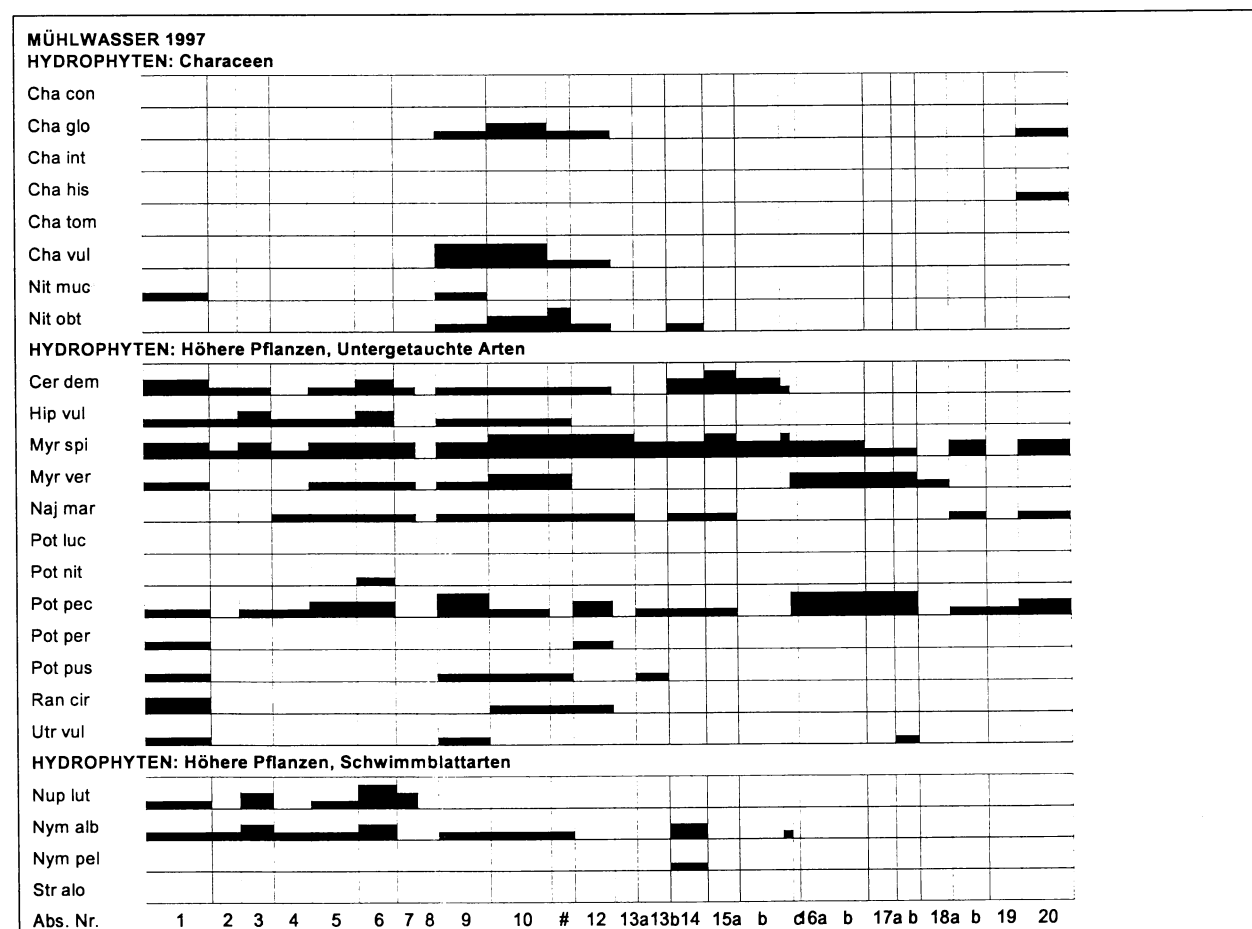 MÜHLWASSER 1997
HYDROPHYTEN: Characeen
Cha con
Cha glo
Cha int
Cha his
Cha tom
Cha vul
Nit muc
Nit obt
HYDROPHYTEN: Höhere Pflanzen, Untergetauchte Arten
Cer dem
Hip vul
Myr spi
Myr ver
Naj mar
Pot luc
Pot nit
Pot pec
Pot per
Pot pus
Ran cir
Utr vul
HYDROPHYTEN: Höhere Pflanzen, Schwimmblattarten
Nup lut
Nym alb
Nym pel
Str alo
Abs. Nr. 1 2 3 4 5 6 7 8 9 10 # 12 13a 13b 14 15a b c 16a b 17a b 18a b 19 20